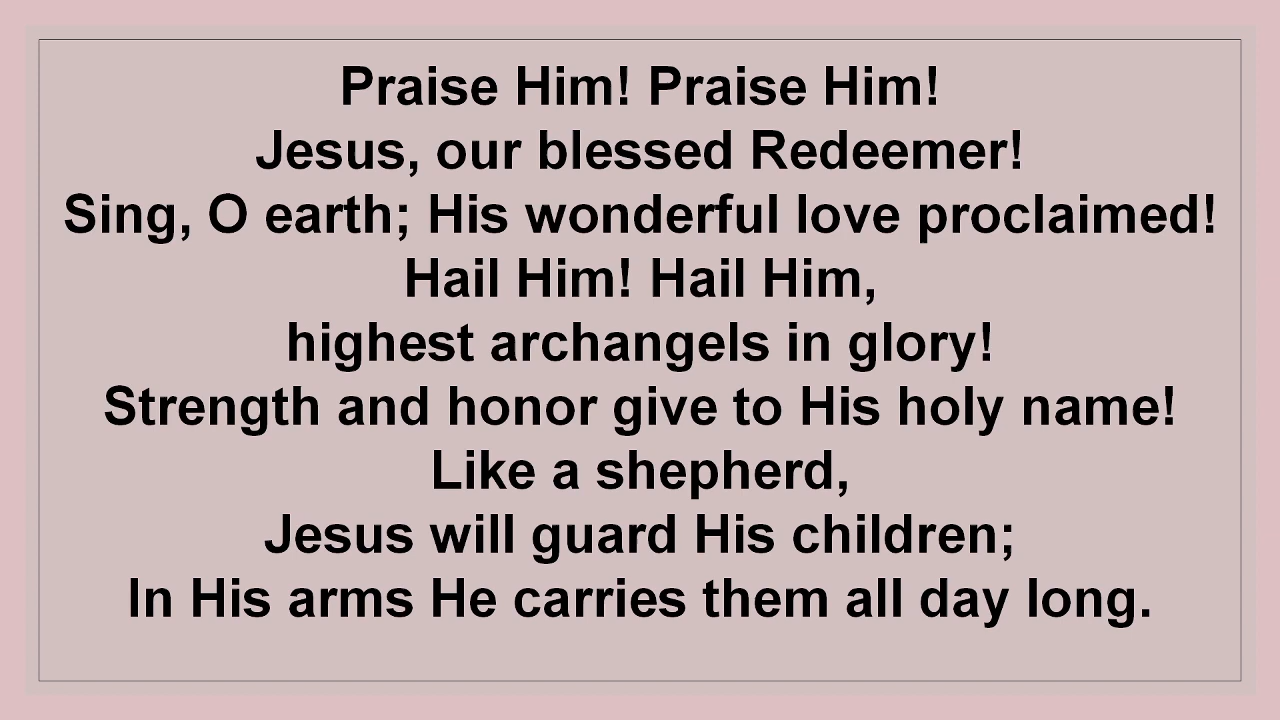 Praise Him! Praise Him!
Jesus, our blessed Redeemer!
Sing, O earth; His wonderful love proclaimed!
Hail Him! Hail Him,
highest archangels in glory!
Strength and honor give to His holy name!
Like a shepherd,
Jesus will guard His children;
In His arms He carries them all day long.